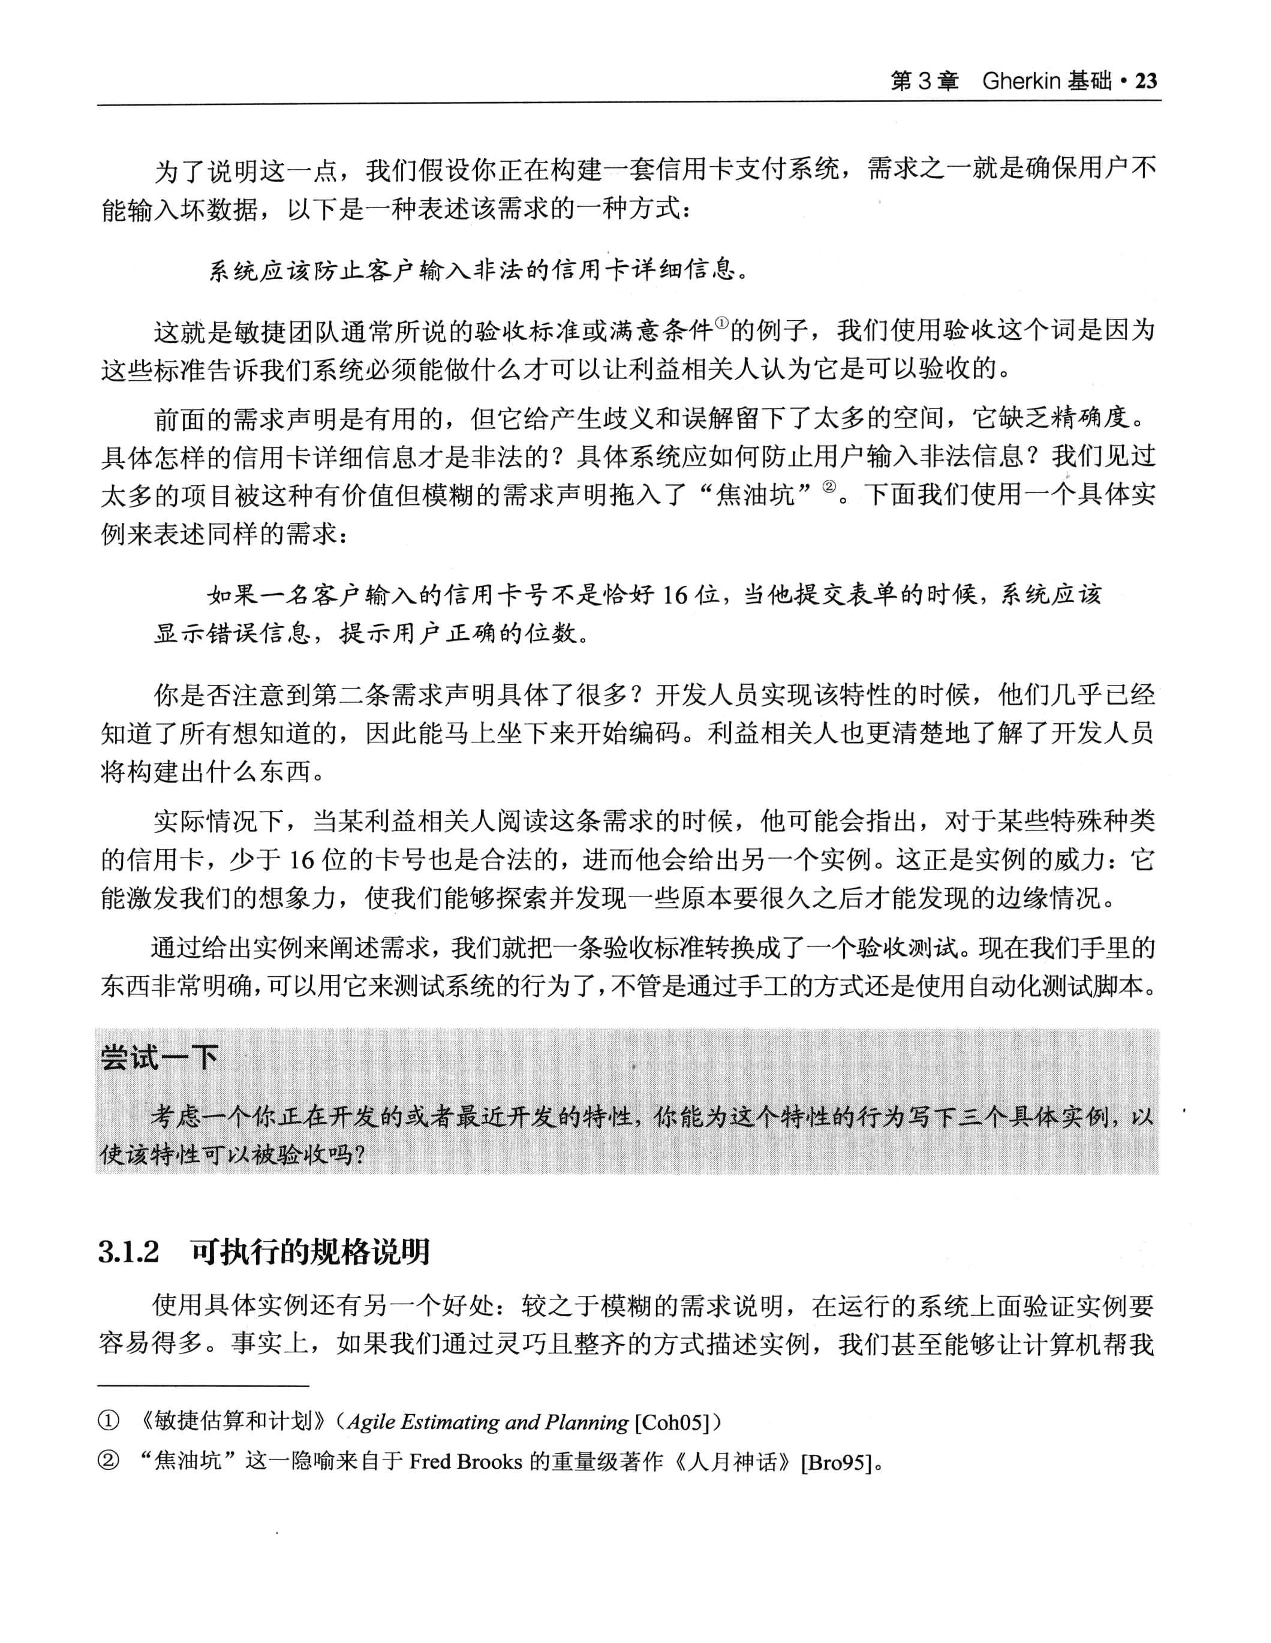 第3章 Gherkin 基础·23
为了说明这一点，我们假设你正在构建一套信用卡支付系统，需求之一就是确保用户不
能输入坏数据，以下是一种表述该需求的一种方式：
系统应该防止客户输入非法的信用卡详细信息。
这就是敏捷团队通常所说的验收标准或满意条件①的例子，我们使用验收这个词是因为
这些标准告诉我们系统必须能做什么才可以让利益相关人认为它是可以验收的。
前面的需求声明是有用的，但它给产生歧义和误解留下了太多的空间，它缺乏精确度。
具体怎样的信用卡详细信息才是非法的？具体系统应如何防止用户输入非法信息？我们见过
太多的项目被这种有价值但模糊的需求声明拖入了“焦油坑”②。下面我们使用一个具体实
例来表述同样的需求：
如果一名客户输入的信用卡号不是恰好 16 位，当他提交表单的时候，系统应该
显示错误信息，提示用户正确的位数。
你是否注意到第二条需求声明具体了很多？开发人员实现该特性的时候，他们几乎已经
知道了所有想知道的，因此能马上坐下来开始编码。利益相关人也更清楚地了解了开发人员
将构建出什么东西。
实际情况下，当某利益相关人阅读这条需求的时候，他可能会指出，对于某些特殊种类
的信用卡，少于 16 位的卡号也是合法的，进而他会给出另一个实例。这正是实例的威力：它
能激发我们的想象力，使我们能够探索并发现一些原本要很久之后才能发现的边缘情况。
通过给出实例来阐述需求，我们就把一条验收标准转换成了一个验收测试。现在我们手里的
东西非常明确，可以用它来测试系统的行为了，不管是通过手工的方式还是使用自动化测试脚本。
尝试一下
考虑一个你正在开发的或者最近开发的特性，你能为这个特性的行为写下三个具体实例，以
使该特性可以被验收吗？
3.1.2 可执行的规格说明
使用具体实例还有另一个好处：较之于模糊的需求说明，在运行的系统上面验证实例要
容易得多。事实上，如果我们通过灵巧且整齐的方式描述实例，我们甚至能够让计算机帮我
① 《敏捷估算和计划》（Agile Estimating and Planning [Coh05]）
② “焦油坑”这一隐喻来自于 Fred Brooks 的重量级著作《人月神话》[Bro95]。